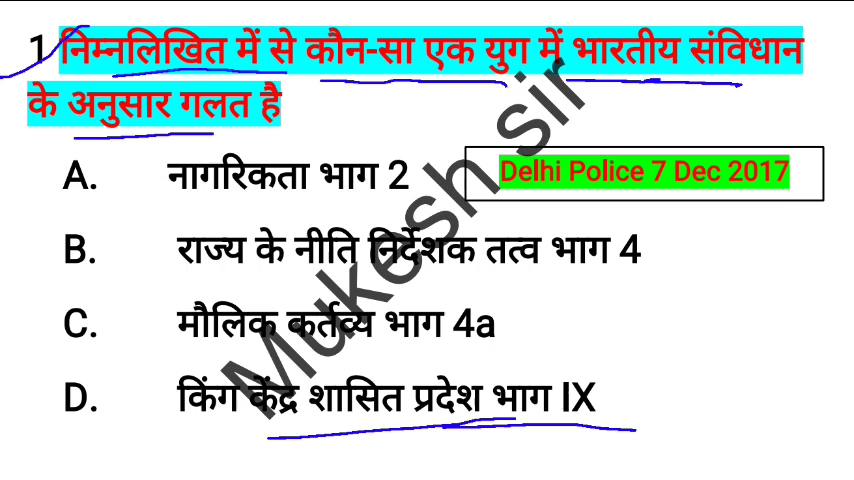 1 निम्नलिखित में से कौन-सा एक युग में भारतीय संविधान
के अनुसार गलत है
A. नागरिकता भाग 2
Delhi Police 7 Dec 2017
B. राज्य के नीति निर्देशक तत्व भाग 4
C. मौलिक कर्तव्य भाग 4a
D. किंग केंद्र शासित प्रदेश भाग IX
Mukesh sir